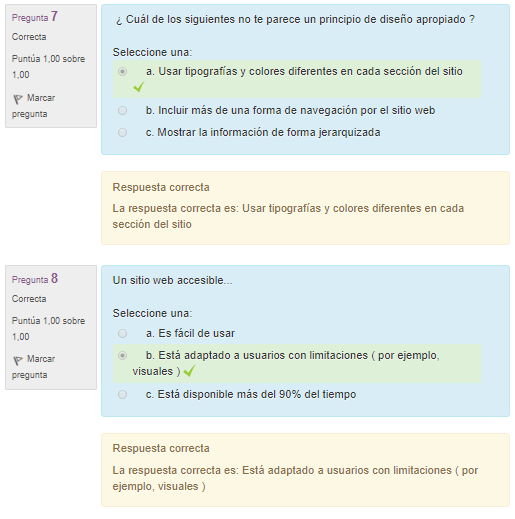 Pregunta 7
Correcta
Puntúa 1,00 sobre
1,00
Marcar
pregunta
¿ Cuál de los siguientes no te parece un principio de diseño apropiado ?
Seleccione una:
a. Usar tipografías y colores diferentes en cada sección del sitio
b. Incluir más de una forma de navegación por el sitio web
c. Mostrar la información de forma jerarquizada
Respuesta correcta
La respuesta correcta es: Usar tipografías y colores diferentes en cada
sección del sitio
Pregunta 8
Correcta
Puntúa 1,00 sobre
1,00
Marcar
pregunta
Un sitio web accesible...
Seleccione una:
a. Es fácil de usar
b. Está adaptado a usuarios con limitaciones ( por ejemplo,
visuales )
c. Está disponible más del 90% del tiempo
Respuesta correcta
La respuesta correcta es: Está adaptado a usuarios con limitaciones ( por
ejemplo, visuales )